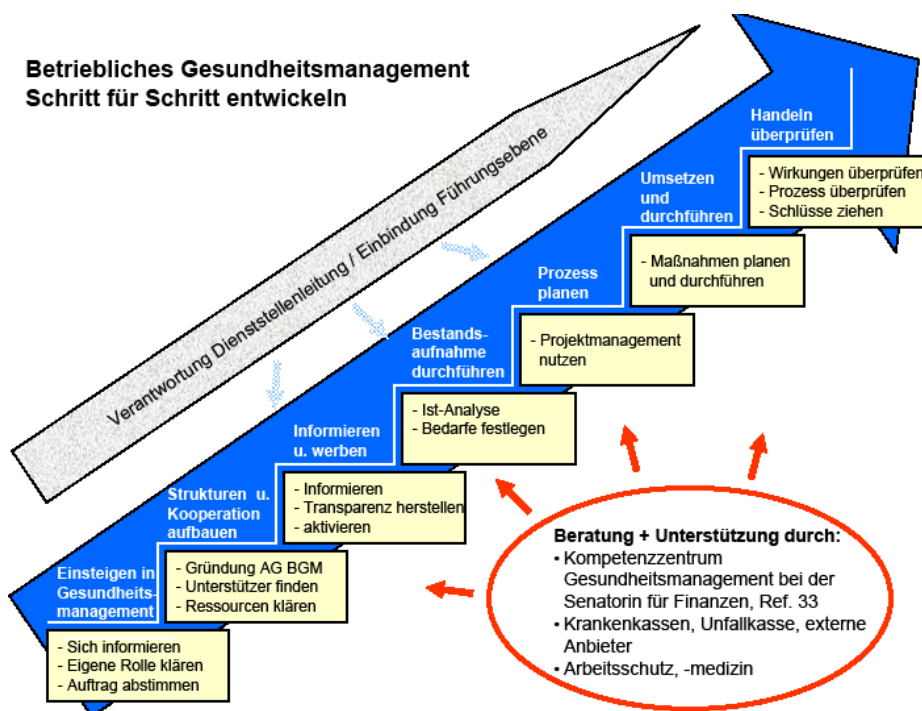 Betriebliches Gesundheitsmanagement
Schritt für Schritt entwickeln
Verantwortung Dienststellenleitung / Einbindung Führungsebene
Einsteigen in
Gesundheits-
management
- Sich informieren
- Eigene Rolle klären
- Auftrag abstimmen
Strukturen u.
Kooperation
aufbauen
- Gründung AG BGM
- Unterstützer finden
- Ressourcen klären
Informieren
u. werben
- Informieren
- Transparenz herstellen
- aktivieren
Bestands-
aufnahme
durchführen
- Ist-Analyse
- Bedarfe festlegen
Prozess
planen
- Projektmanagement
nutzen
Umsetzen
und
durchführen
- Maßnahmen planen
und durchführen
Handeln
überprüfen
- Wirkungen überprüfen
- Prozess überprüfen
- Schlüsse ziehen
Beratung + Unterstützung durch:
• Kompetenzzentrum
Gesundheitsmanagement bei der
Senatorin für Finanzen, Ref. 33
• Krankenkassen, Unfallkasse, externe
Anbieter
• Arbeitsschutz, -medizin